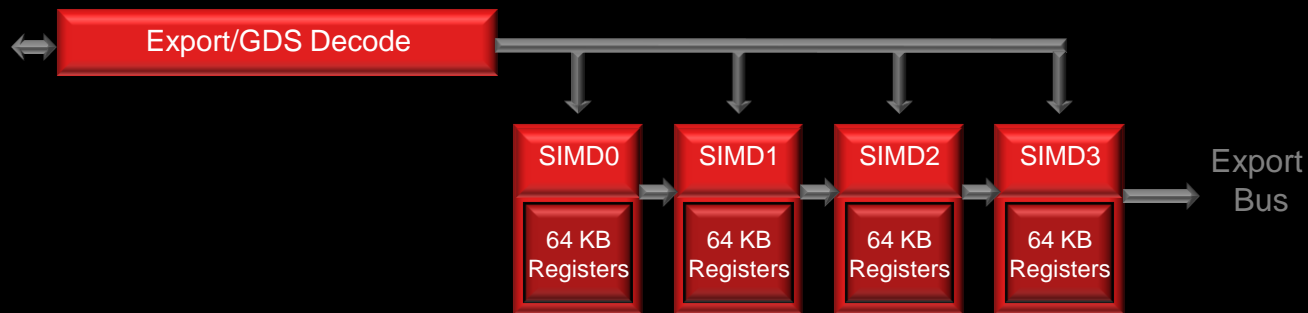 Export/GDS Decode
SIMD0
SIMD1
SIMD2
SIMD3
Export
Bus
64 KB
Registers
64 KB
Registers
64 KB
Registers
64 KB
Registers